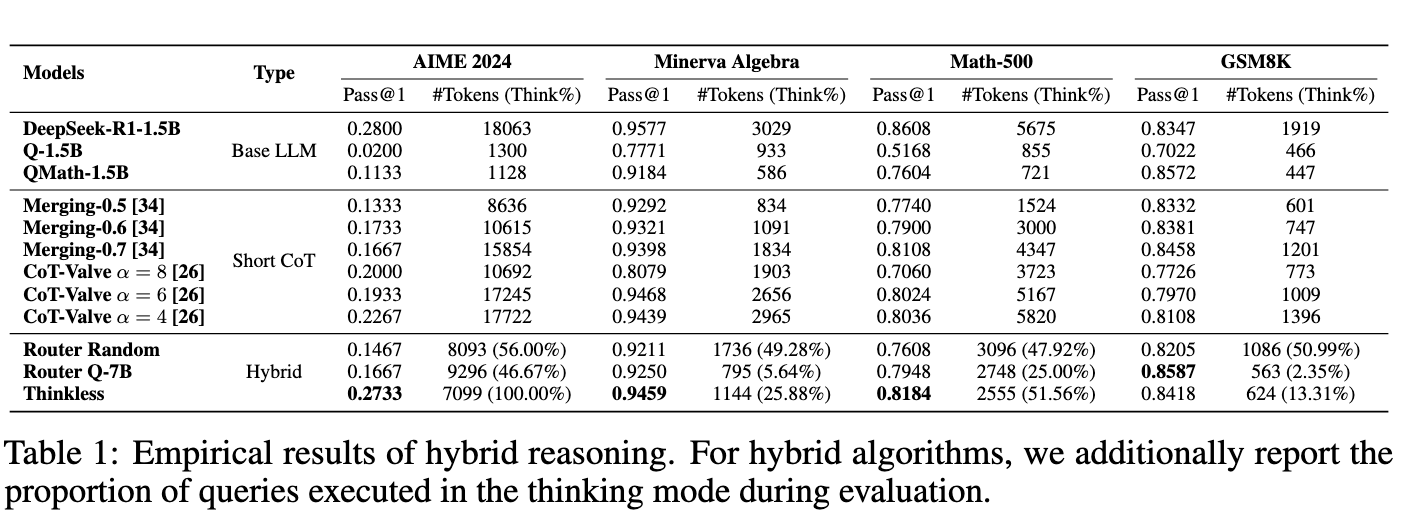 Models Type AIME 2024 Minerva Algebra Math-500 GSM8K
Pass@1 #Tokens (Think%) Pass@1 #Tokens (Think%) Pass@1 #Tokens (Think%) Pass@1 #Tokens (Think%)
DeepSeek-R1-1.5B 0.2800 18063 0.9577 3029 0.8608 5675 0.8347 1919
Q-1.5B Base LLM 0.0200 1300 0.7771 933 0.5168 855 0.7022 466
QMath-1.5B 0.1133 1128 0.9184 586 0.7604 721 0.8572 447
Merging-0.5 [34] 0.1333 8636 0.9292 834 0.7740 1524 0.8332 601
Merging-0.6 [34] 0.1733 10615 0.9321 1091 0.7900 3000 0.8381 747
Merging-0.7 [34] 0.1667 15854 0.9398 1834 0.8108 4347 0.8458 1201
Short CoT
CoT-Valve α = 8 [26] 0.2000 10692 0.8079 1903 0.7060 3723 0.7726 773
CoT-Valve α = 6 [26] 0.1933 17245 0.9468 2656 0.8024 5167 0.7970 1009
CoT-Valve α = 4 [26] 0.2267 17722 0.9439 2965 0.8036 5820 0.8108 1396
Router Random 0.1467 8093 (56.00%) 0.9211 1736 (49.28%) 0.7608 3096 (47.92%) 0.8205 1086 (50.99%)
Router Q-7B Hybrid 0.1667 9296 (46.67%) 0.9250 795 (5.64%) 0.7948 2748 (25.00%) 0.8587 563 (2.35%)
Thinkless 0.2733 7099 (100.00%) 0.9459 1144 (25.88%) 0.8184 2555 (51.56%) 0.8418 624 (13.31%)
Table 1: Empirical results of hybrid reasoning. For hybrid algorithms, we additionally report the
proportion of queries executed in the thinking mode during evaluation.